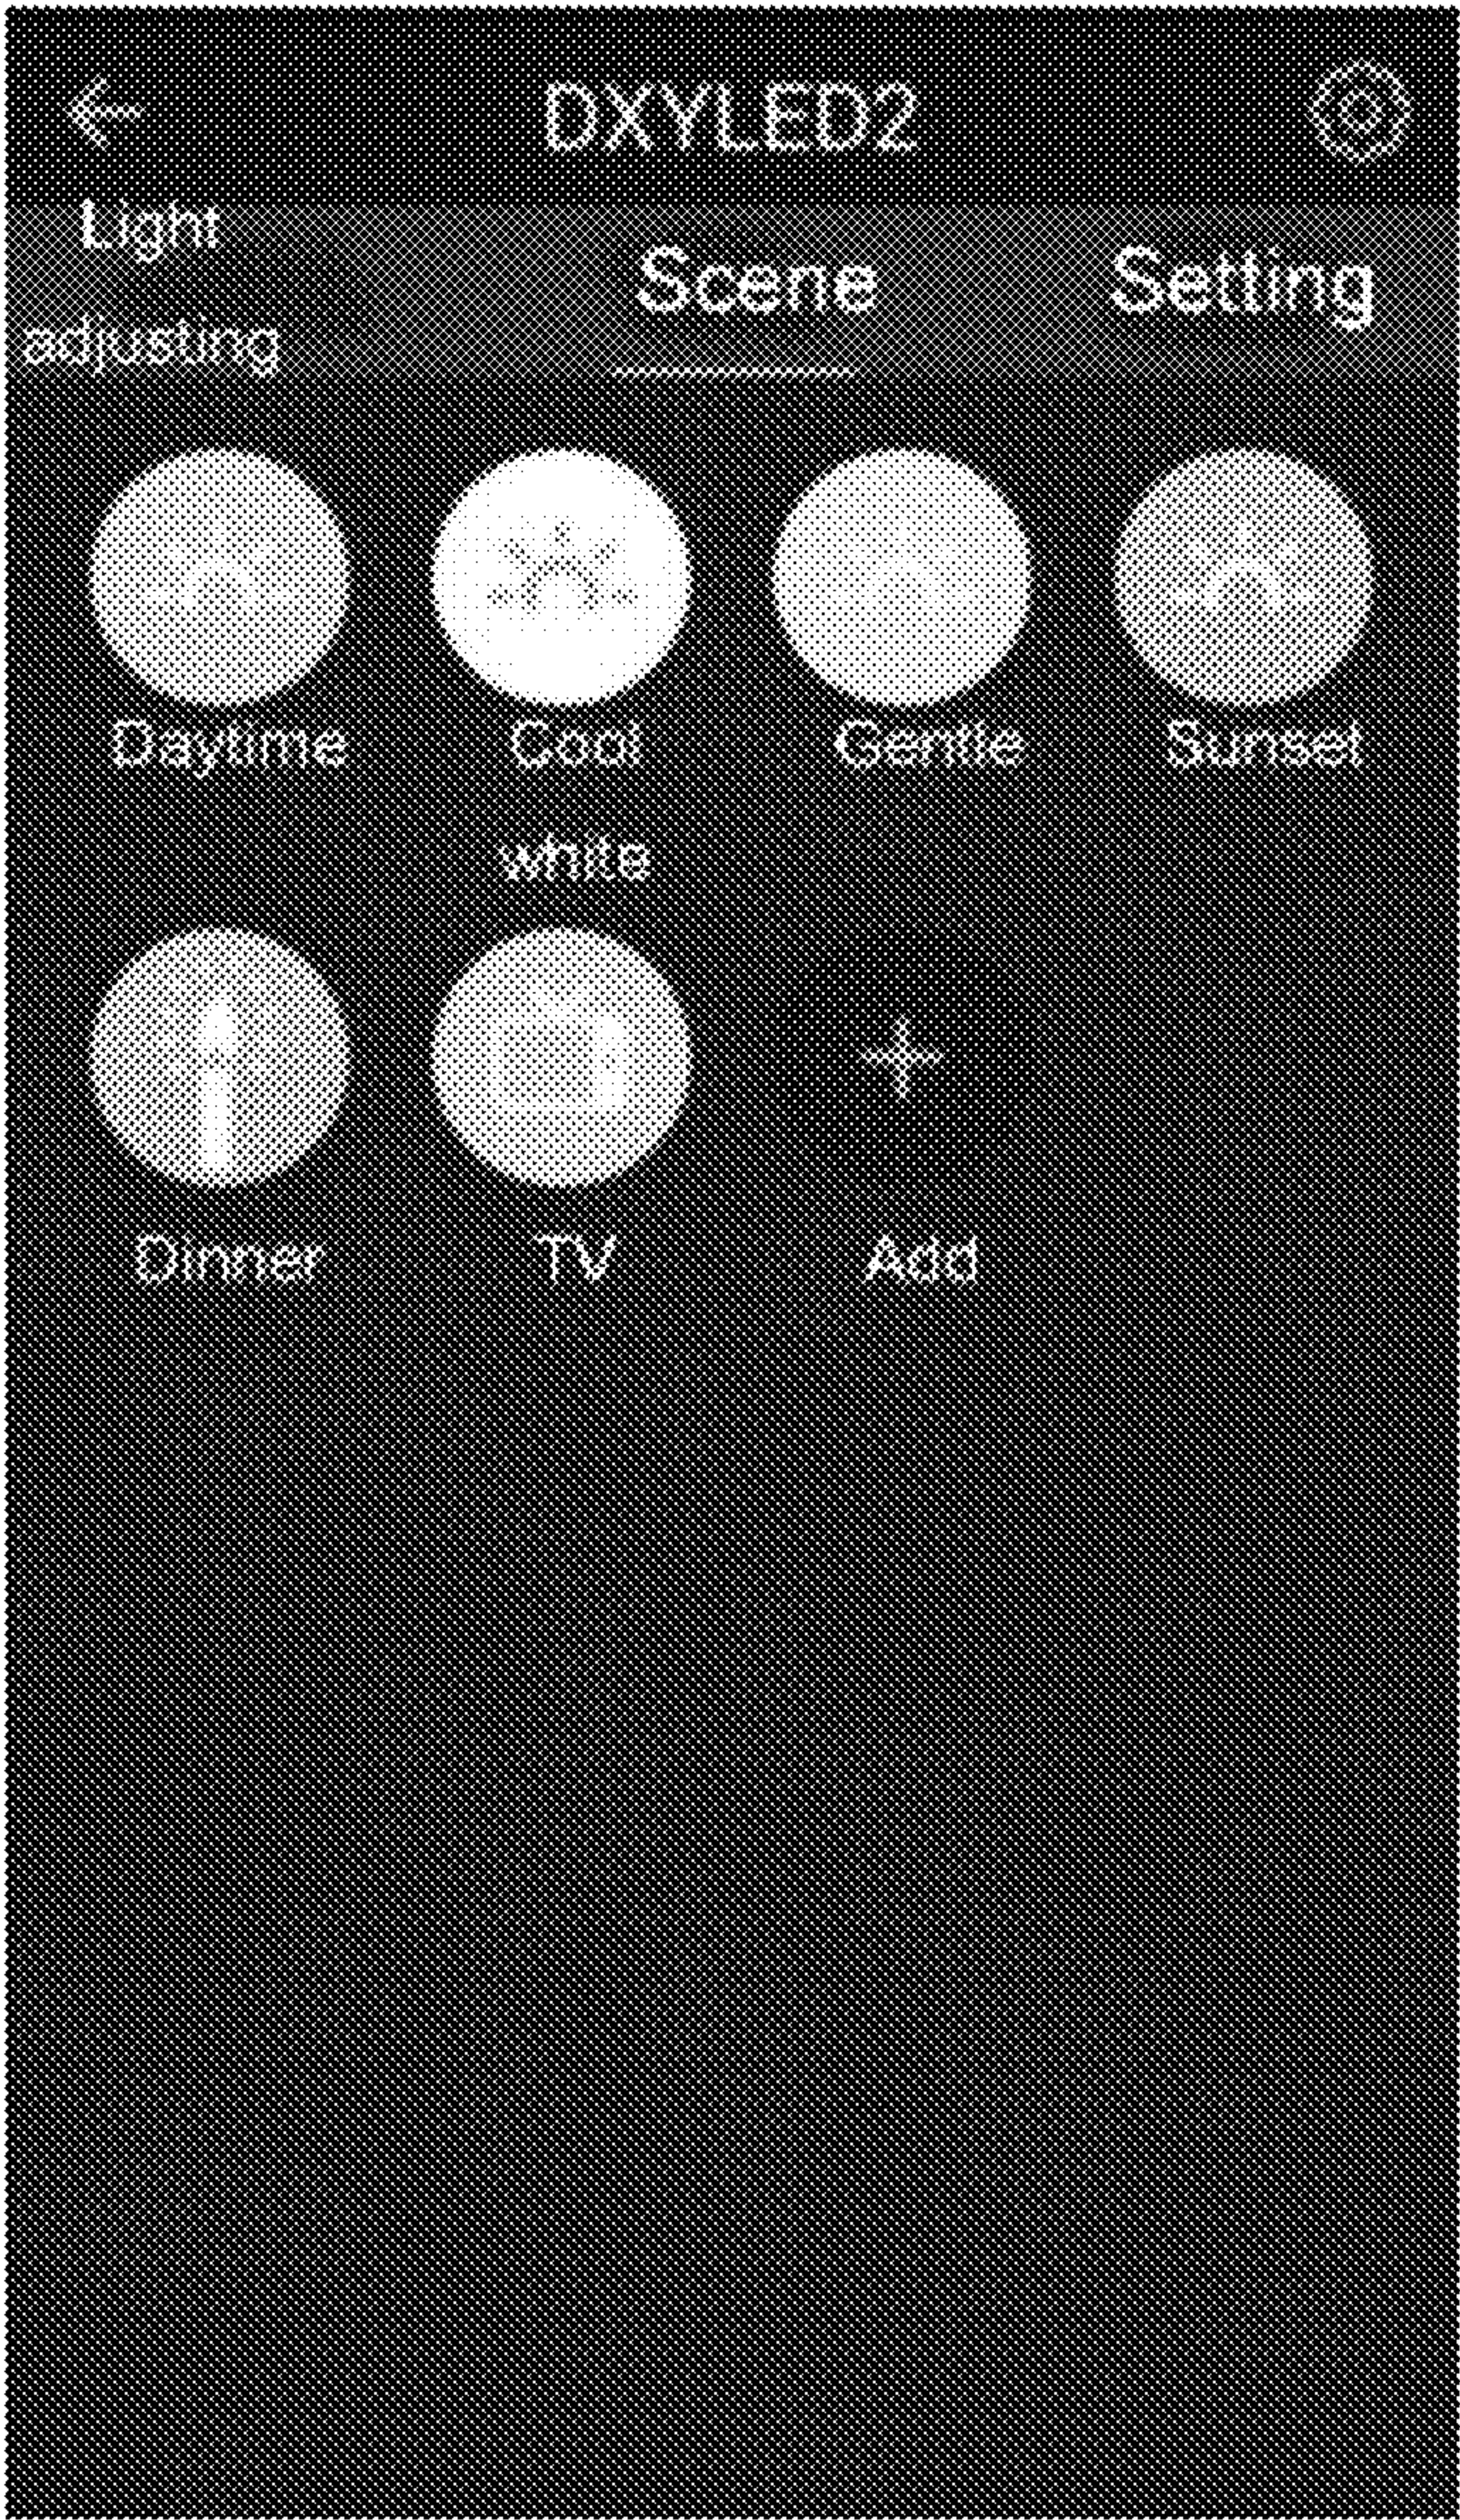 DXYLED2
Light
adjusting
Scene
Setting
Daytime
Cool
white
Gentle
Sunset
Dinner
TV
Add